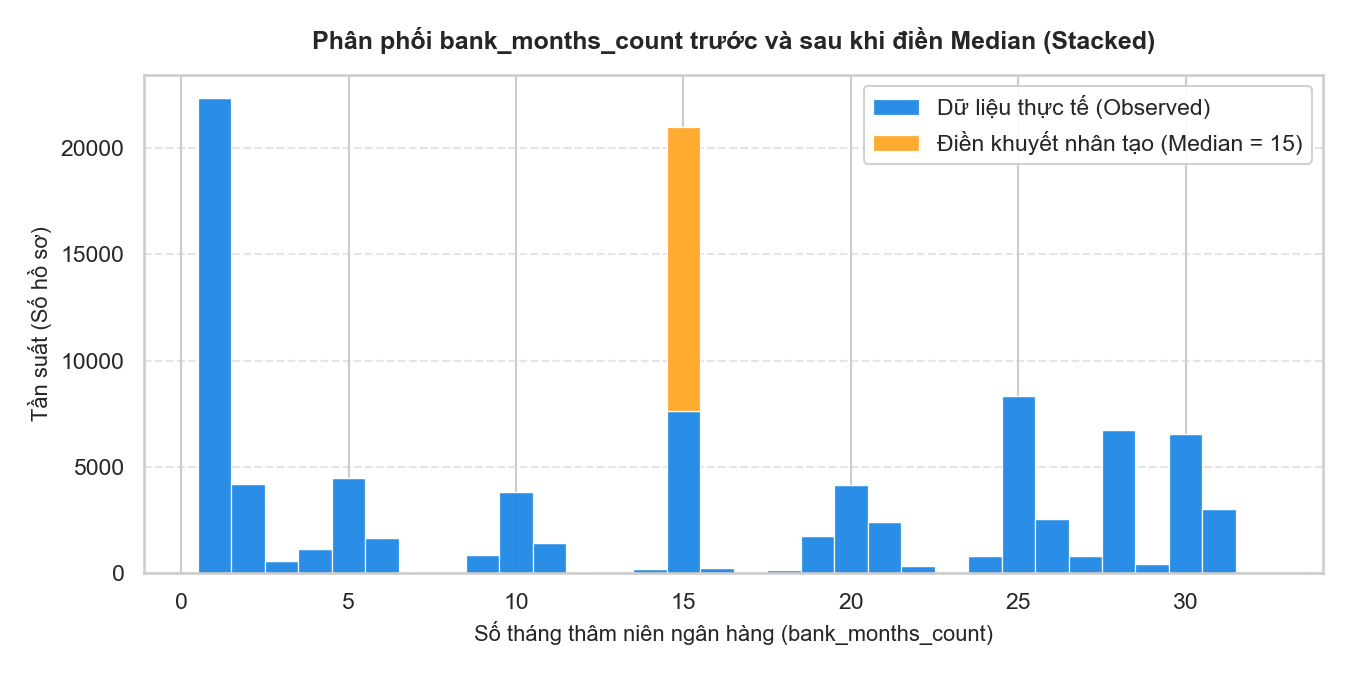 Phân phối bank_months_count trước và sau khi điền Median (Stacked)
Dữ liệu thực tế (Observed)
Điền khuyết nhân tạo (Median = 15)
Tần suất (Số hồ sơ)
20000
15000
10000
5000
0
0 5 10 15 20 25 30
Số tháng thâm niên ngân hàng (bank_months_count)